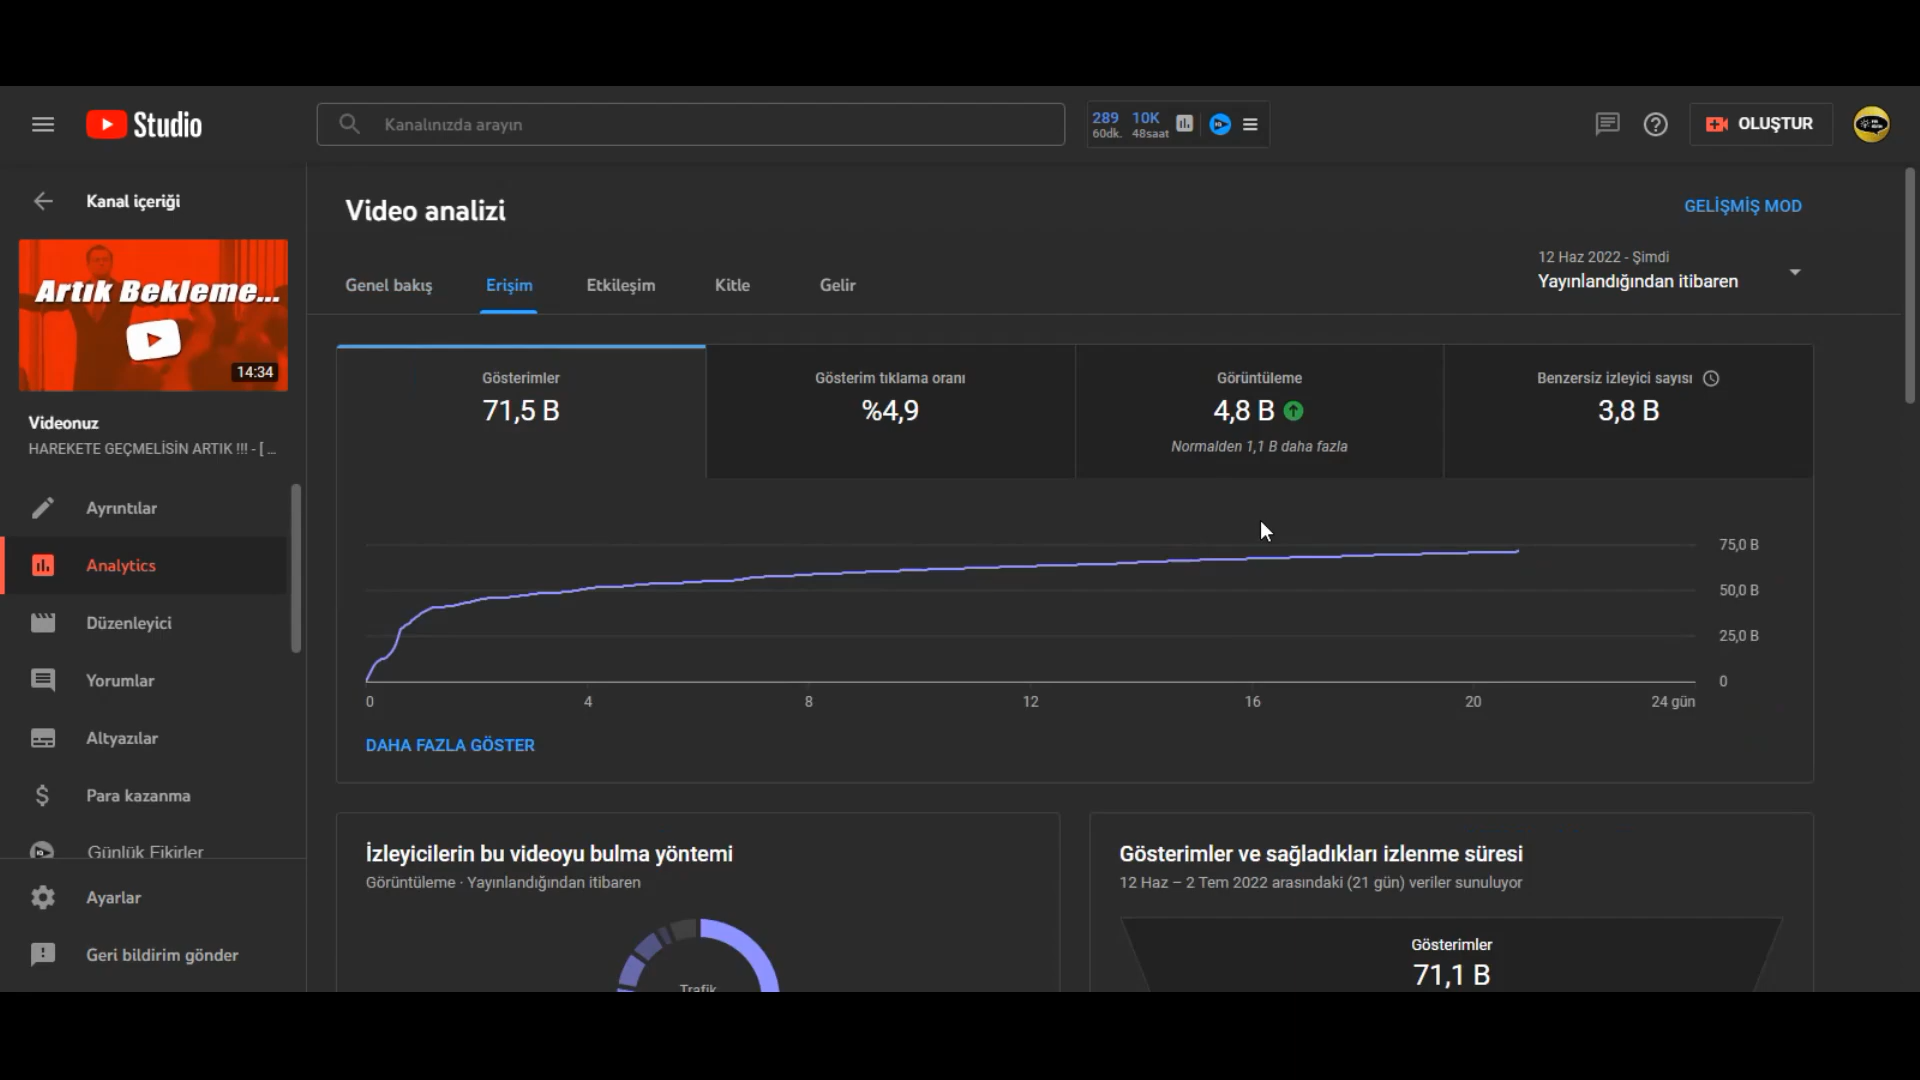 Studio
Kanalınızda arayın
289 10K
60dk. 48saat
OLUŞTUR
Kanal içeriği
Artık Bekleme...
14:34
Videonuz
HAREKETE GEÇMELİSİN ARTIK !!! - [ ...
Ayrıntılar
Analytics
Düzenleyici
Yorumlar
Altyazılar
Para kazanma
Günlük Fikirler
Ayarlar
Geri bildirim gönder
Video analizi
GELİŞMİŞ MOD
12 Haz 2022 - Şimdi
Yayınlandığından itibaren
Genel bakış Erişim Etkileşim Kitle Gelir
Gösterimler
71,5 B
Gösterim tıklama oranı
%4,9
Görüntüleme
4,8 B
Normalden 1,1 B daha fazla
Benzersiz izleyici sayısı
3,8 B
75,0 B
50,0 B
25,0 B
0
0 4 8 12 16 20 24 gün
DAHA FAZLA GÖSTER
İzleyicilerin bu videoyu bulma yöntemi
Görüntüleme · Yayınlandığından itibaren
Trafik
Gösterimler ve sağladıkları izlenme süresi
12 Haz – 2 Tem 2022 arasındaki (21 gün) veriler sunuluyor
Gösterimler
71,1 B